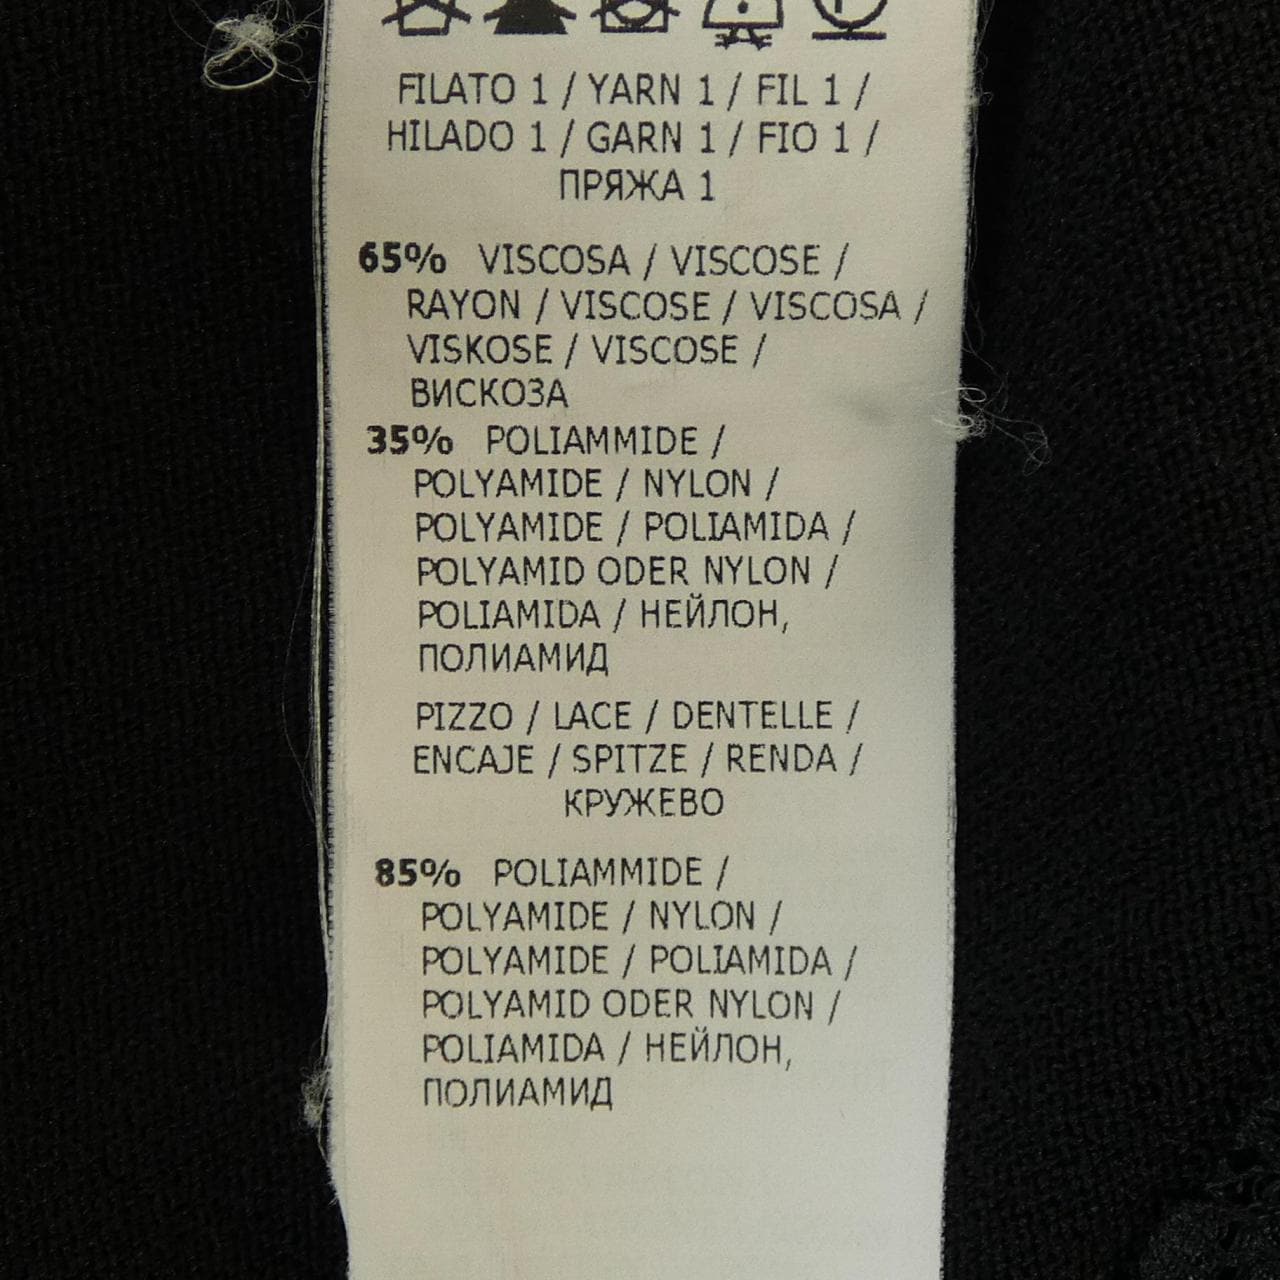 FILATO 1 / YARN 1 / FIL 1 /
HILADO 1 / GARN 1 / FIO 1 /
ПРЯЖА 1
65% VISCOSA / VISCOSE /
RAYON / VISCOSE / VISCOSA /
VISKOSE / VISCOSE /
ВИСКОЗА
35% POLIAMMIDE /
POLYAMIDE / NYLON /
POLYAMIDE / POLIAMIDA /
POLYAMID ODER NYLON /
POLIAMIDA / НЕЙЛОН,
ПОЛИАМИД
PIZZO / LACE / DENTELLE /
ENCAJE / SPITZE / RENDA /
КРУЖЕВО
85% POLIAMMIDE /
POLYAMIDE / NYLON /
POLYAMIDE / POLIAMIDA /
POLYAMID ODER NYLON /
POLIAMIDA / НЕЙЛОН,
ПОЛИАМИД